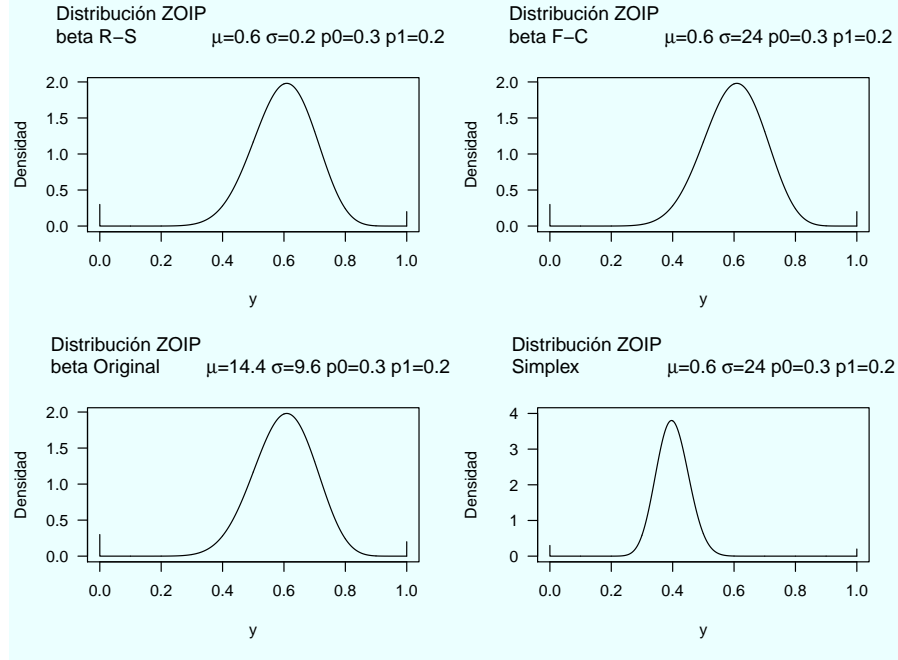 Distribución ZOIP
beta R−S μ=0.6 σ=0.2 p0=0.3 p1=0.2
Densidad
2.0
1.5
1.0
0.5
0.0
0.0 0.2 0.4 0.6 0.8 1.0
y
Distribución ZOIP
beta F−C μ=0.6 σ=24 p0=0.3 p1=0.2
Densidad
2.0
1.5
1.0
0.5
0.0
0.0 0.2 0.4 0.6 0.8 1.0
y
Distribución ZOIP
beta Original μ=14.4 σ=9.6 p0=0.3 p1=0.2
Densidad
2.0
1.5
1.0
0.5
0.0
0.0 0.2 0.4 0.6 0.8 1.0
y
Distribución ZOIP
Simplex μ=0.6 σ=24 p0=0.3 p1=0.2
Densidad
4
3
2
1
0
0.0 0.2 0.4 0.6 0.8 1.0
y